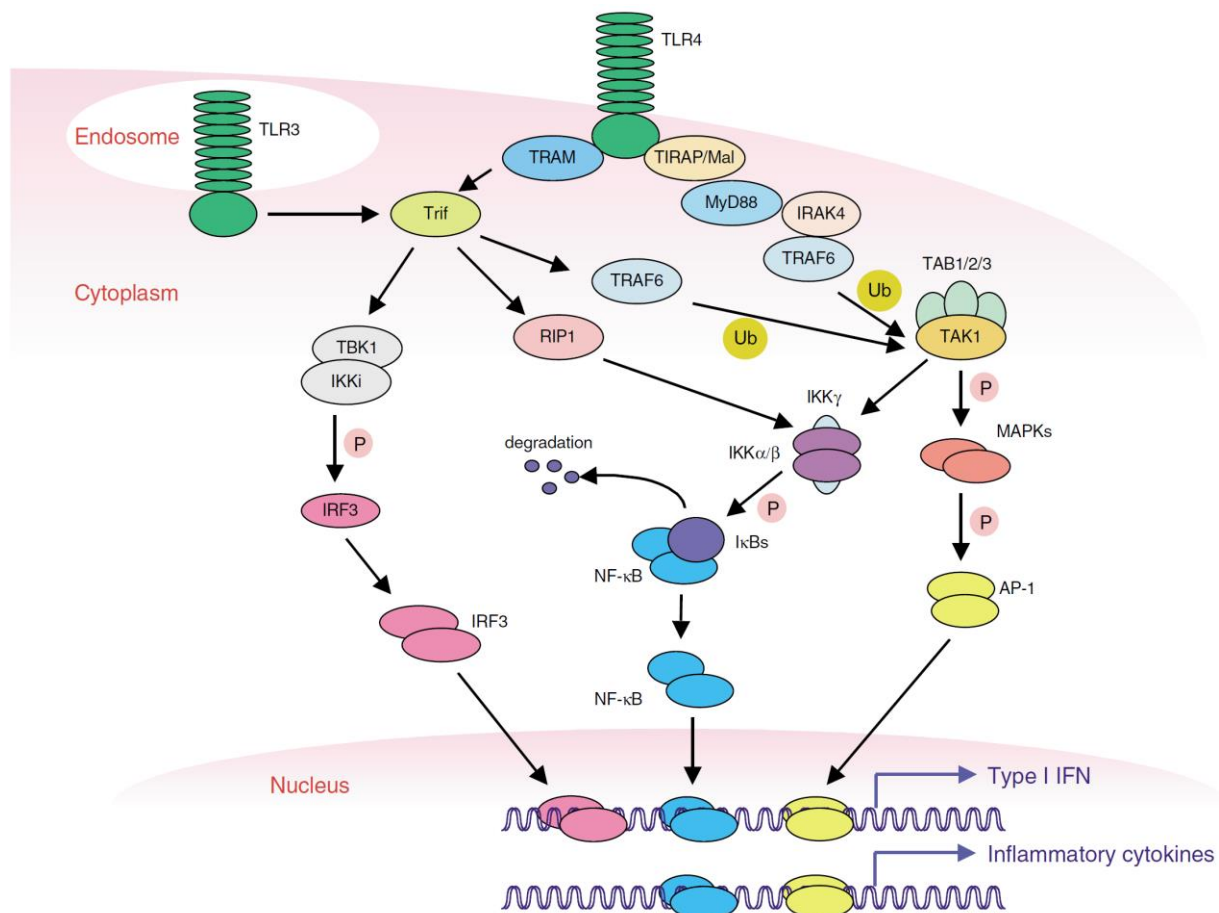 TLR4
Endosome
TLR3
TRAM
TIRAP/Mal
Trif
MyD88
IRAK4
TRAF6
TAB1/2/3
Cytoplasm
TRAF6
Ub
Ub
TBK1
RIP1
TAK1
IKKi
IKKγ
P
P
MAPKs
degradation
IKKα/β
IRF3
P
P
IκBs
NF-κB
AP-1
IRF3
NF-κB
Nucleus
Type I IFN
Inflammatory cytokines